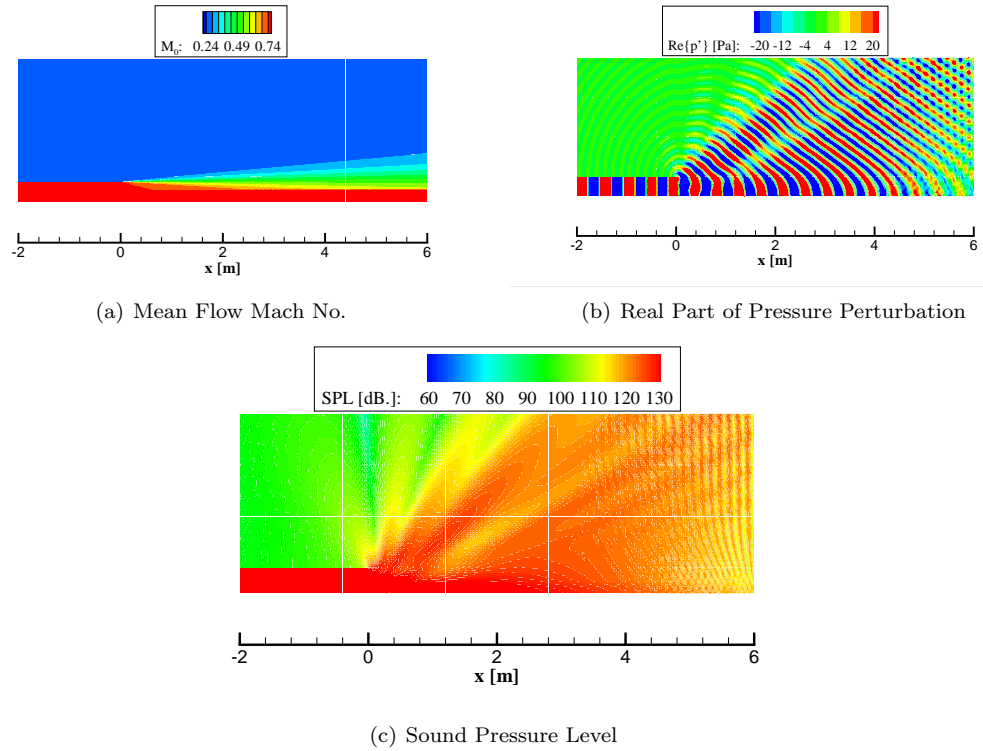 M₀: 0.24 0.49 0.74
-2 0 2 4 6
x [m]
(a) Mean Flow Mach No.
Re{p'} [Pa]: -20 -12 -4 4 12 20
-2 0 2 4 6
x [m]
(b) Real Part of Pressure Perturbation
SPL [dB.]: 60 70 80 90 100 110 120 130
-2 0 2 4 6
x [m]
(c) Sound Pressure Level